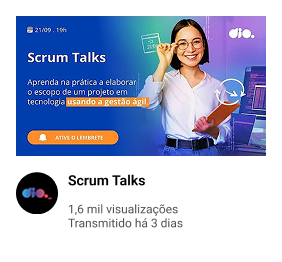 21/09 . 19h
dio.
Scrum Talks
Aprenda na prática a elaborar
o escopo de um projeto em
tecnologia usando a gestão ágil
ATIVE O LEMBRETE
dio.
Scrum Talks
1,6 mil visualizações
Transmitido há 3 dias